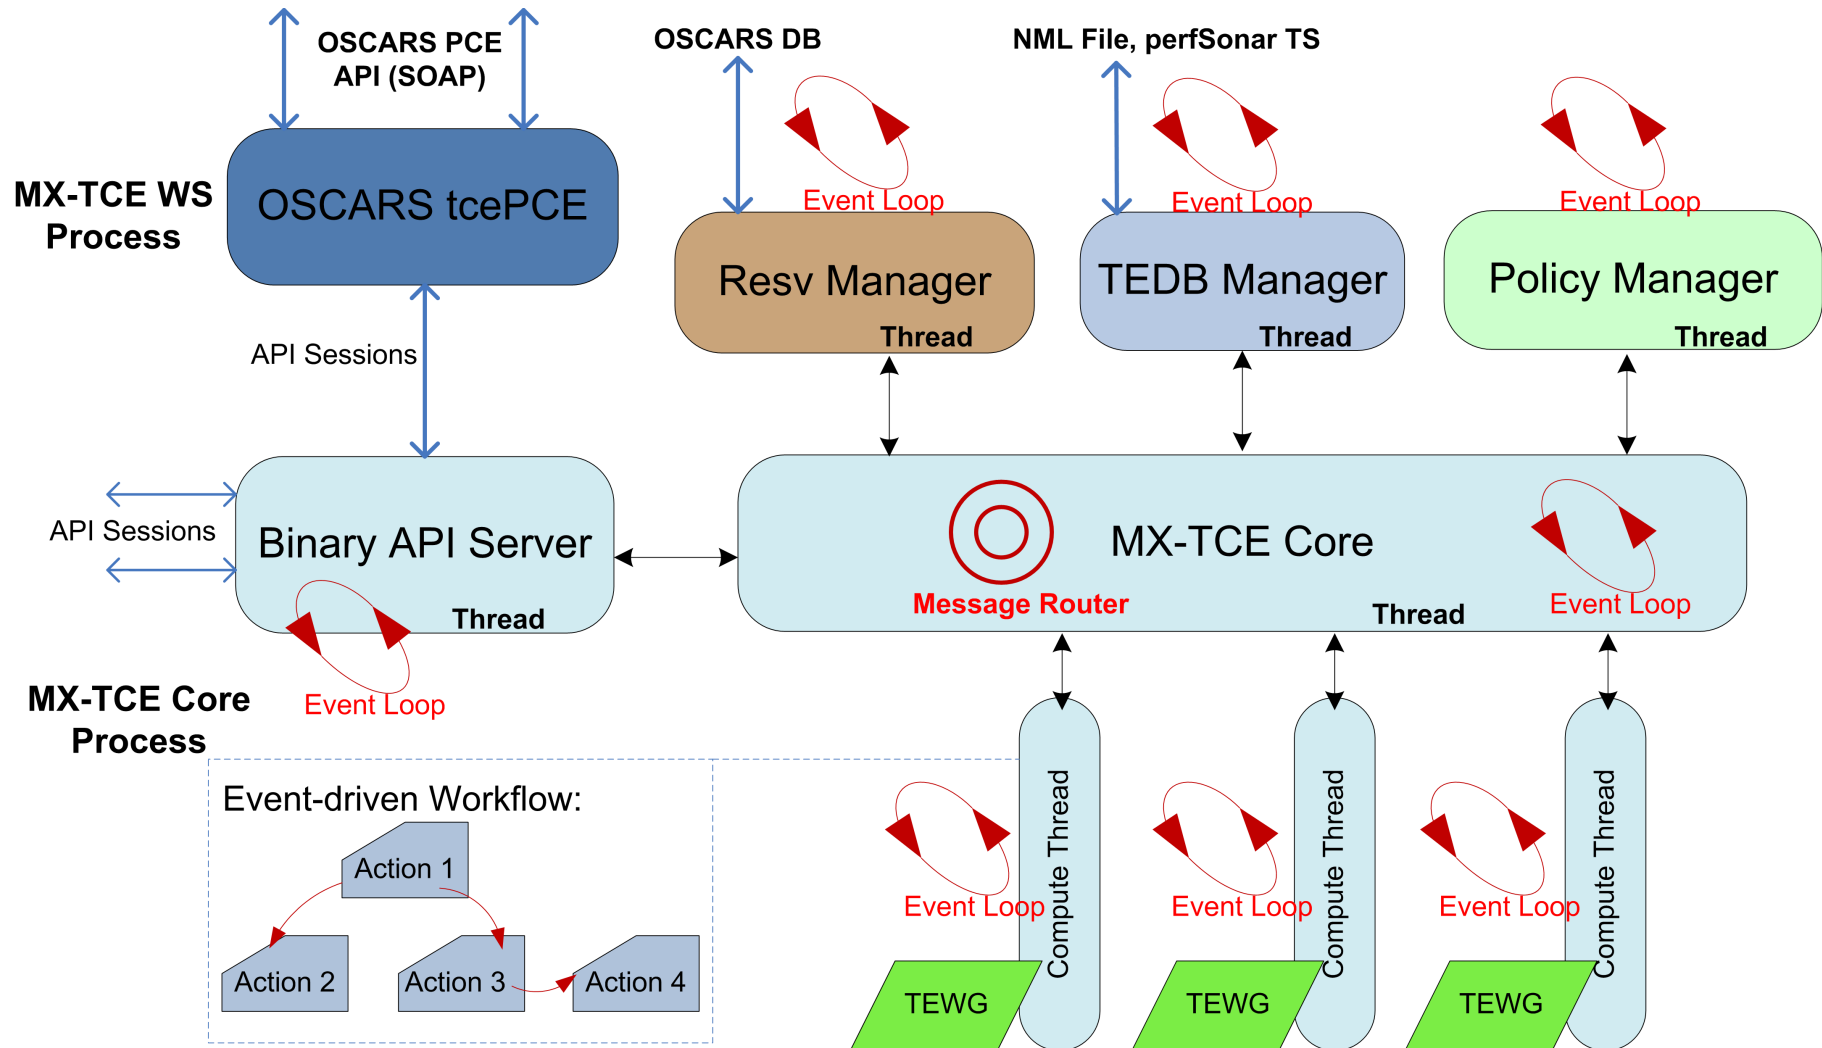 OSCARS PCE
API (SOAP)
OSCARS DB
NML File, perfSonar TS
MX-TCE WS
Process
OSCARS tcePCE
Event Loop
Event Loop
Event Loop
Resv Manager
Thread
TEDB Manager
Thread
Policy Manager
Thread
API Sessions
API Sessions
Binary API Server
Thread
Event Loop
MX-TCE Core
Message Router
Thread
Event Loop
MX-TCE Core
Process
Event-driven Workflow:
Action 1
Action 2
Action 3
Action 4
Event Loop
Compute Thread
TEWG
Event Loop
Compute Thread
TEWG
Event Loop
Compute Thread
TEWG